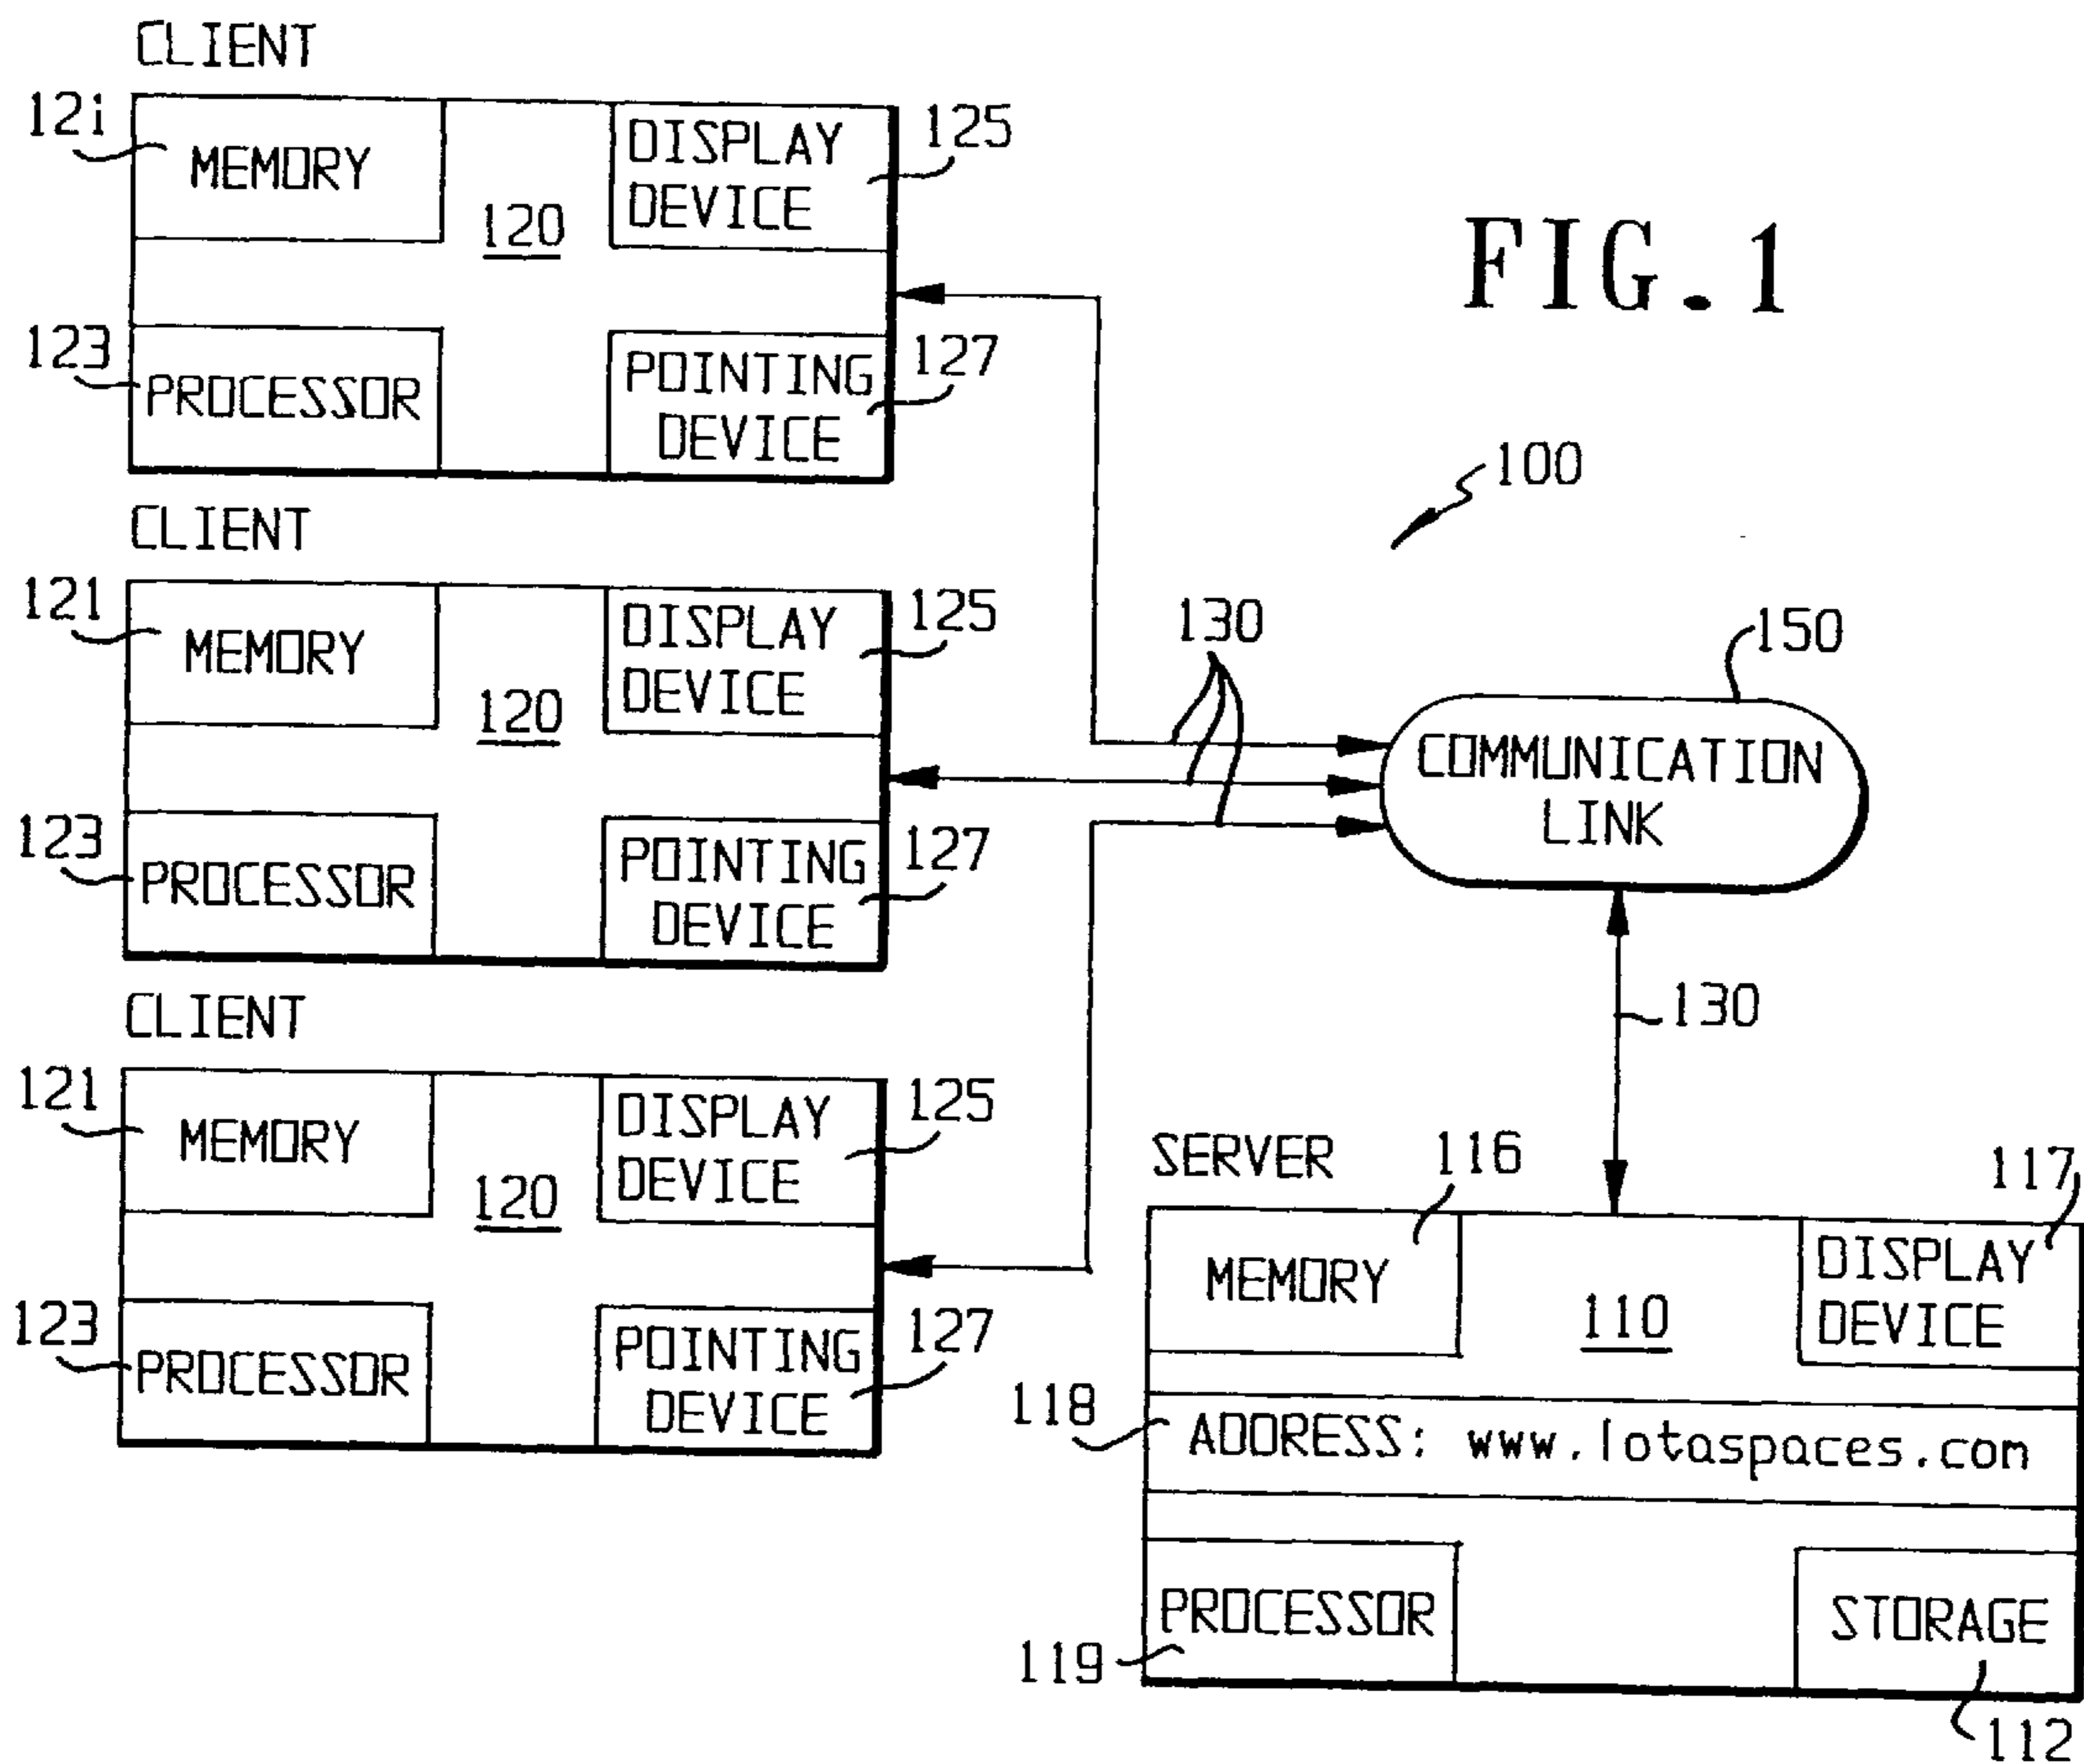 CLIENT
121
MEMORY
120
DISPLAY
DEVICE
125
123
PROCESSOR
POINTING
DEVICE
127
FIG.1
100
CLIENT
121
MEMORY
120
DISPLAY
DEVICE
125
123
PROCESSOR
POINTING
DEVICE
127
130
150
COMMUNICATION
LINK
130
CLIENT
121
MEMORY
120
DISPLAY
DEVICE
125
123
PROCESSOR
POINTING
DEVICE
127
SERVER
116
117
MEMORY
110
DISPLAY
DEVICE
118
ADDRESS: www.lotaspaces.com
PROCESSOR
119
STORAGE
112